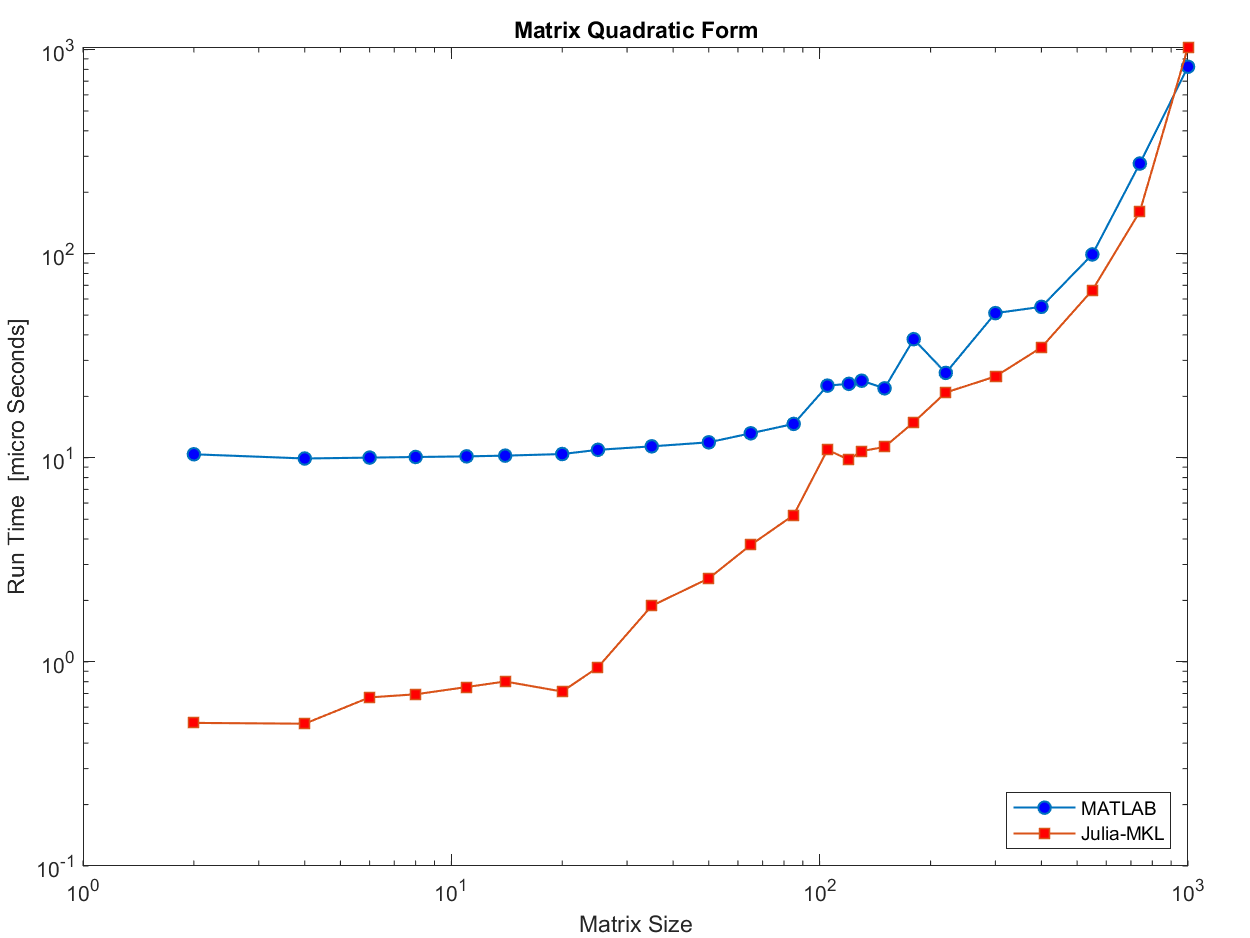 Matrix Quadratic Form
10^3
10^2
10^1
10^0
10^-1
Run Time [micro Seconds]
10^0 10^1 10^2 10^3
Matrix Size
MATLAB
Julia-MKL